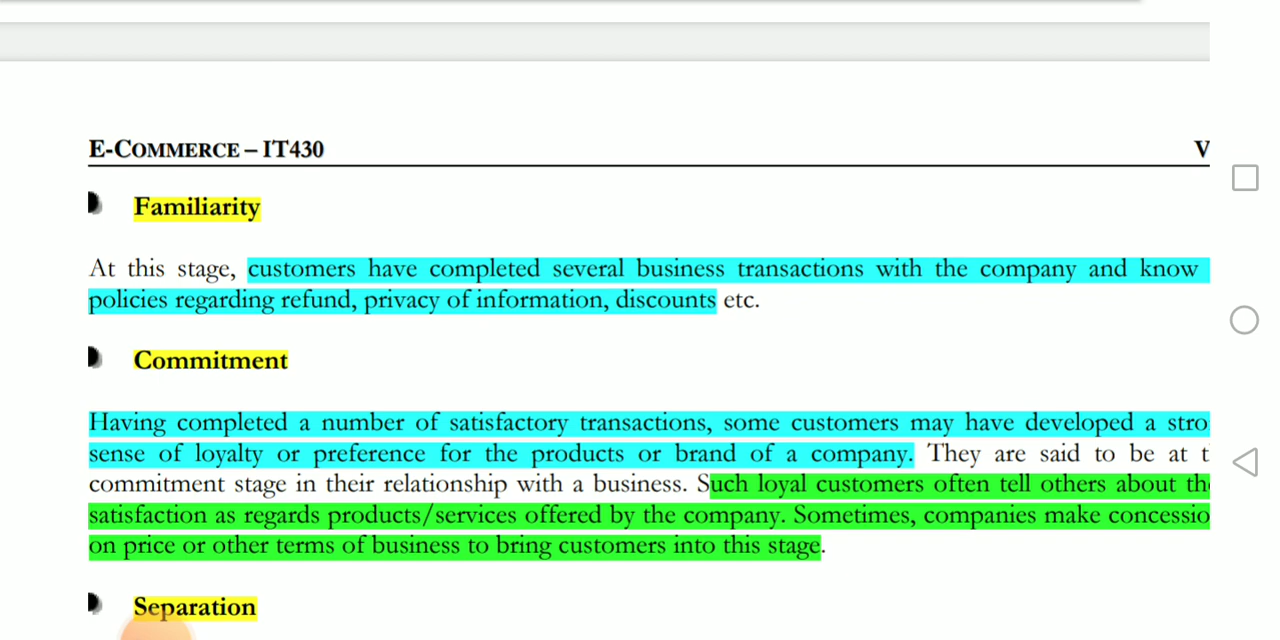 E-COMMERCE – IT430 V
Familiarity
At this stage, customers have completed several business transactions with the company and know
policies regarding refund, privacy of information, discounts etc.
Commitment
Having completed a number of satisfactory transactions, some customers may have developed a stro
sense of loyalty or preference for the products or brand of a company. They are said to be at t
commitment stage in their relationship with a business. Such loyal customers often tell others about the
satisfaction as regards products/services offered by the company. Sometimes, companies make concessio
on price or other terms of business to bring customers into this stage.
Separation